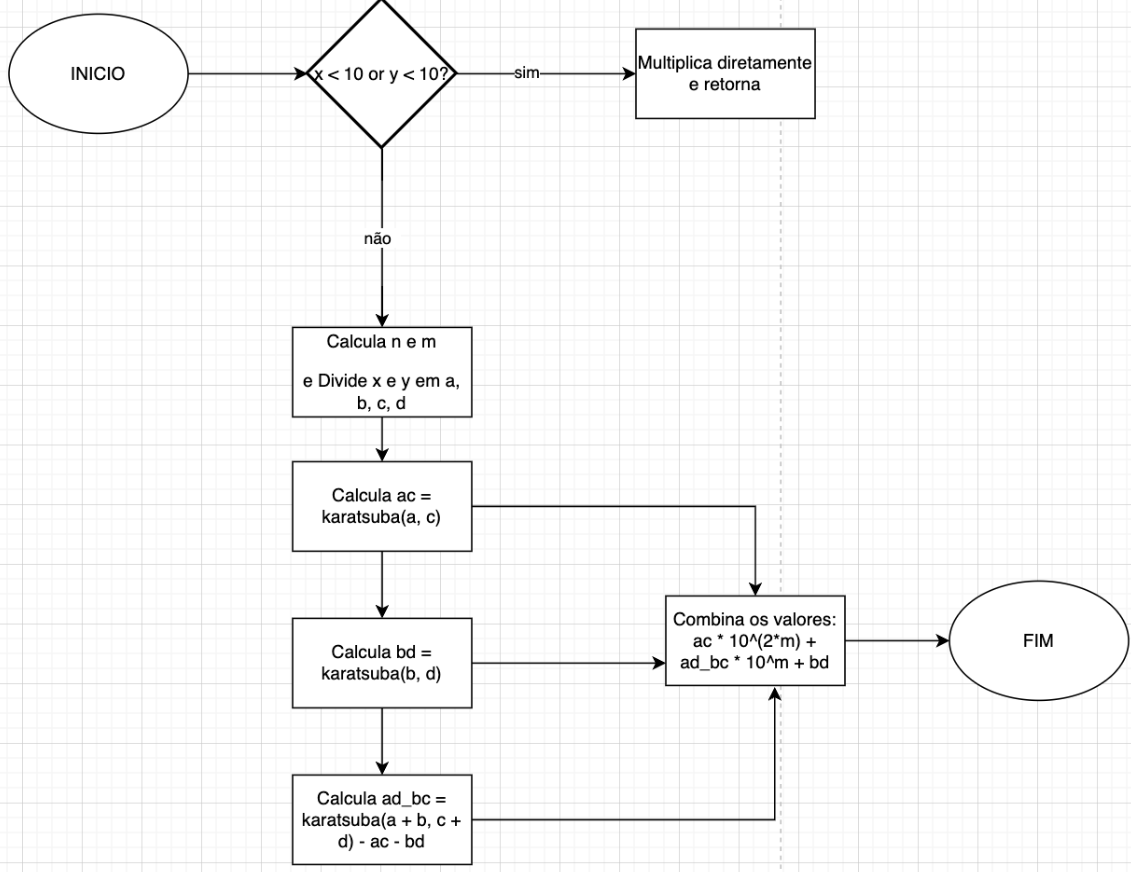 INICIO
x < 10 or y < 10?
sim
Multiplica diretamente
e retorna
não
Calcula n e m
e Divide x e y em a,
b, c, d
Calcula ac =
karatsuba(a, c)
Calcula bd =
karatsuba(b, d)
Combina os valores:
ac * 10^(2*m) +
ad_bc * 10^m + bd
FIM
Calcula ad_bc =
karatsuba(a + b, c +
d) - ac - bd